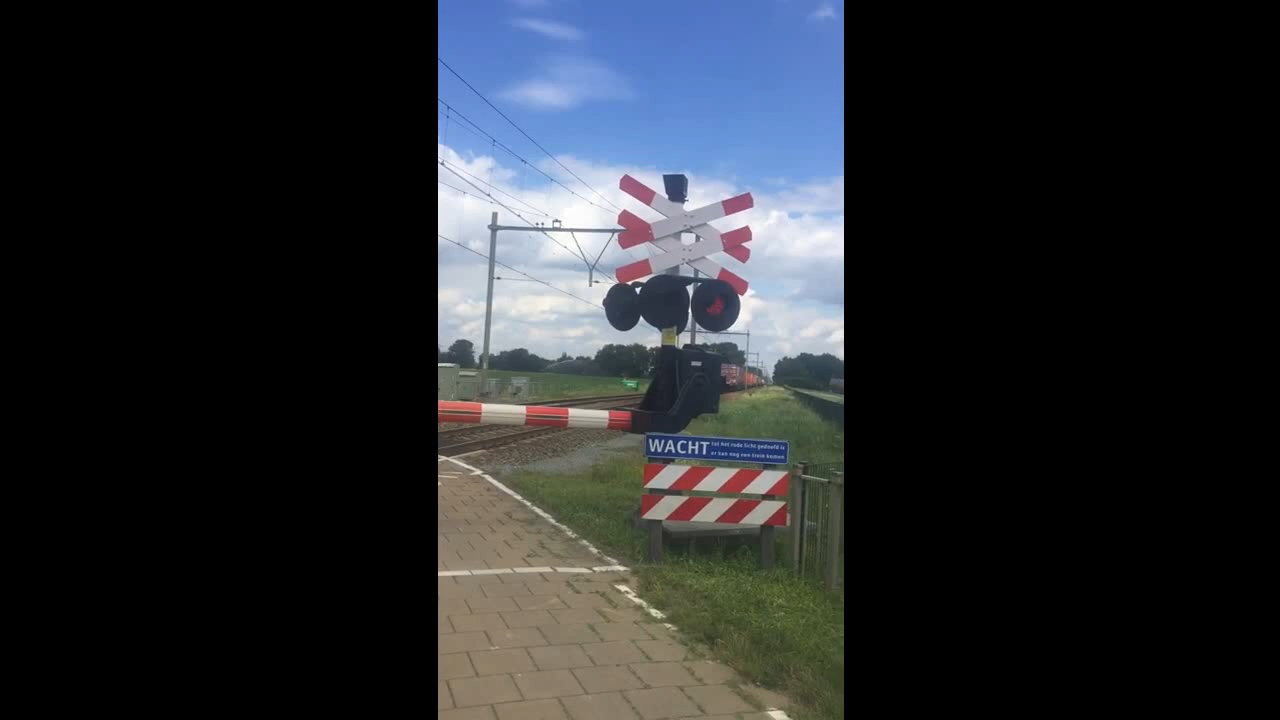 WACHT tot het rode licht gedoofd is
er kan nog een trein komen